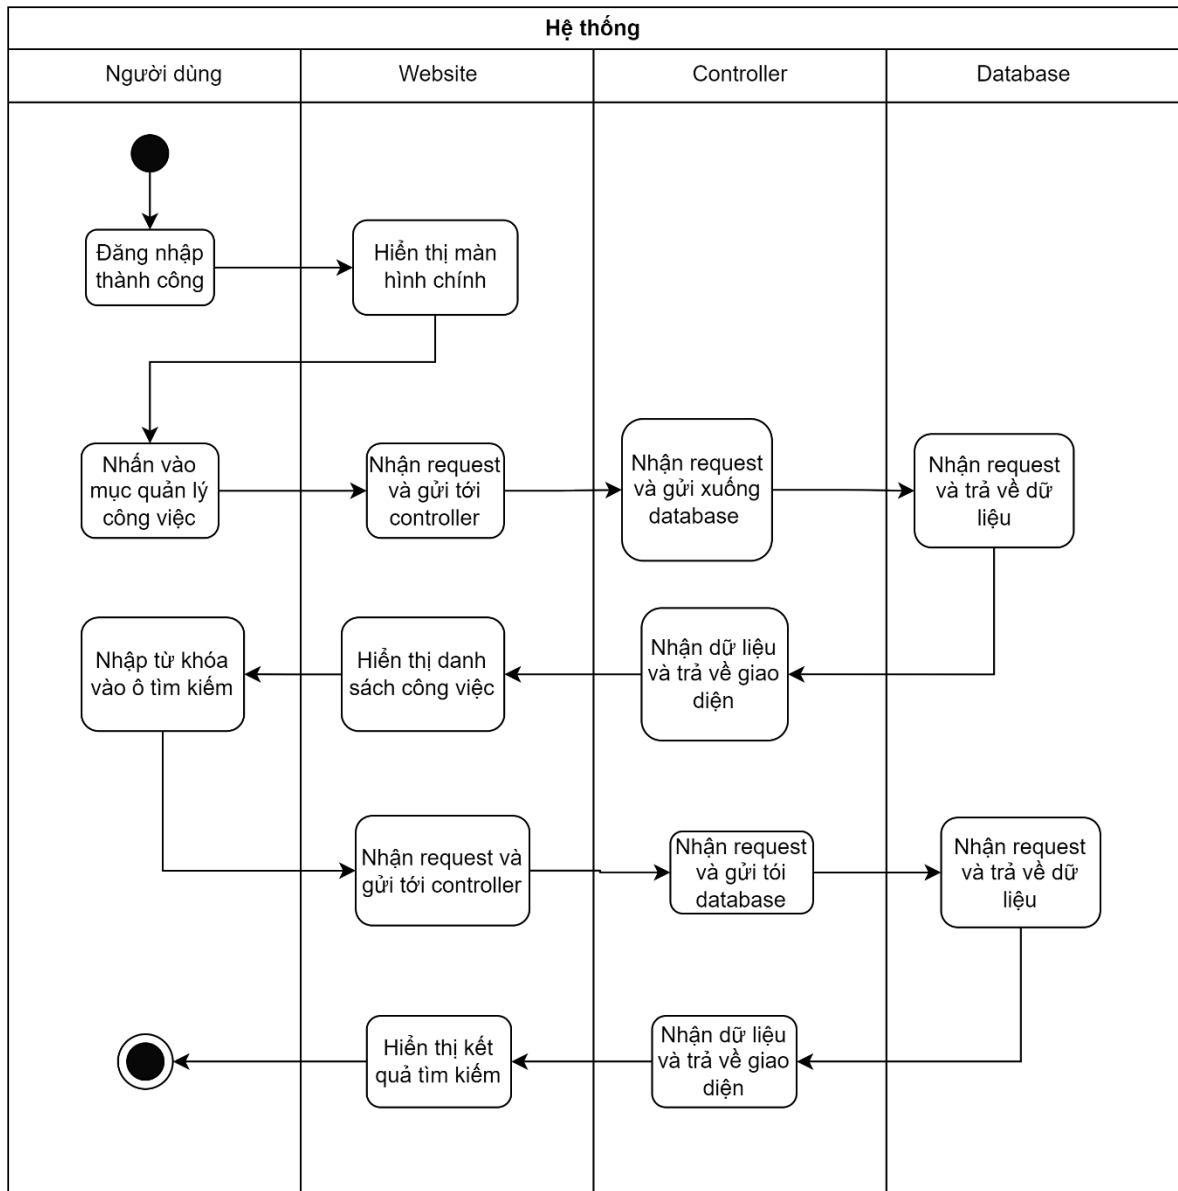 Hệ thống
Người dùng
Website
Controller
Database
Đăng nhập
thành công
Hiển thị màn
hình chính
Nhấn vào
mục quản lý
công việc
Nhận request
và gửi tới
controller
Nhận request
và gửi xuống
database
Nhận request
và trả về dữ
liệu
Nhập từ khóa
vào ô tìm kiếm
Hiển thị danh
sách công việc
Nhận dữ liệu
và trả về giao
diện
Nhận request và
gửi tới controller
Nhận request
và gửi tói
database
Nhận request
và trả về dữ
liệu
Hiển thị kết
quả tìm kiếm
Nhận dữ liệu
và trả về giao
diện